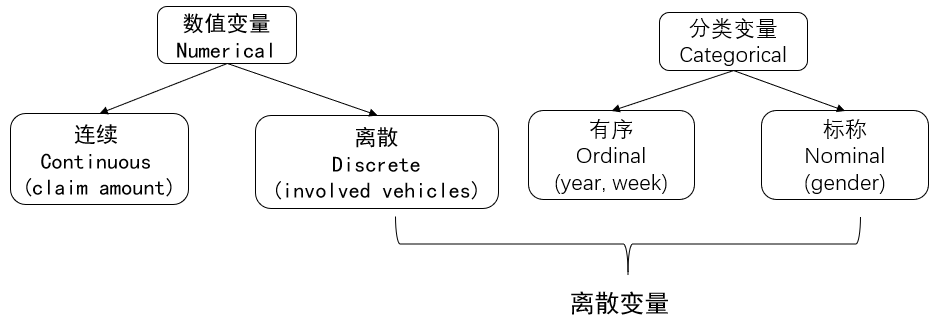 数值变量
Numerical
分类变量
Categorical
连续
Continuous
(claim amount)
离散
Discrete
(involved vehicles)
有序
Ordinal
(year, week)
标称
Nominal
(gender)
离散变量